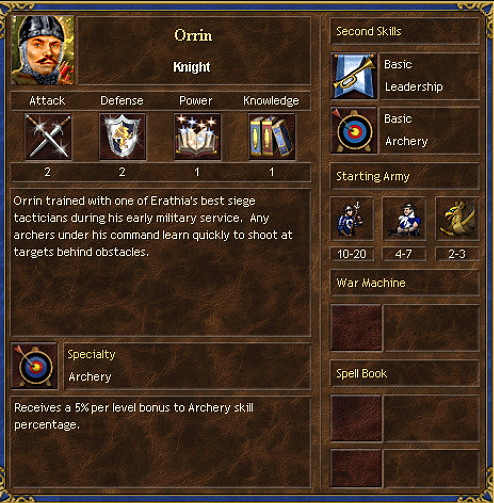 Orrin
Knight
Attack Defense Power Knowledge
2 2 1 1
Orrin trained with one of Erathia's best siege
tacticians during his early military service. Any
archers under his command learn quickly to shoot at
targets behind obstacles.
Specialty
Archery
Receives a 5% per level bonus to Archery skill
percentage.
Second Skills
Basic
Leadership
Basic
Archery
Starting Army
10-20 4-7 2-3
War Machine
Spell Book